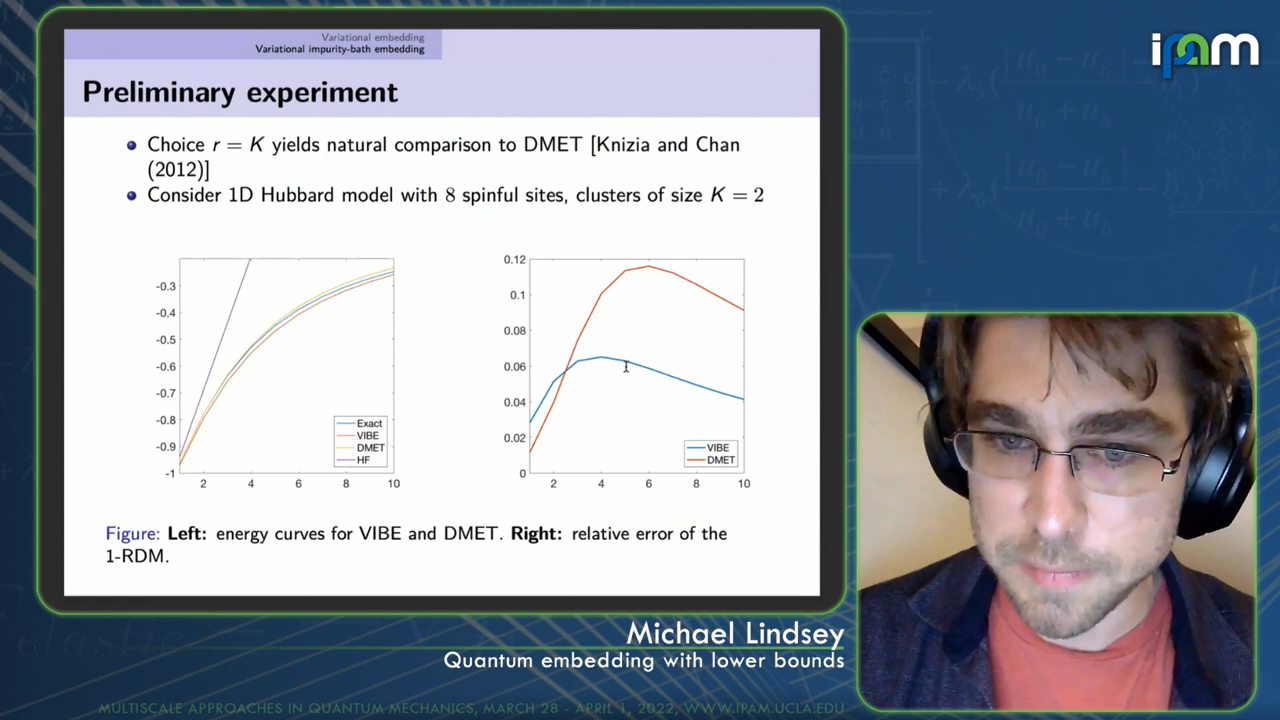 Variational embedding
Variational impurity-bath embedding
Preliminary experiment
Choice r = K yields natural comparison to DMET [Knizia and Chan
(2012)]
Consider 1D Hubbard model with 8 spinful sites, clusters of size K = 2
-0.3
-0.4
-0.5
-0.6
-0.7
-0.8
-0.9
-1
2 4 6 8 10
Exact
VIBE
DMET
HF
0.12
0.1
0.08
0.06
0.04
0.02
0
2 4 6 8 10
VIBE
DMET
Figure: Left: energy curves for VIBE and DMET. Right: relative error of the
1-RDM.
ipam
Michael Lindsey
Quantum embedding with lower bounds
MULTISCALE APPROACHES IN QUANTUM MECHANICS, MARCH 28 - APRIL 1, 2022, WWW.IPAM.UCLA.EDU